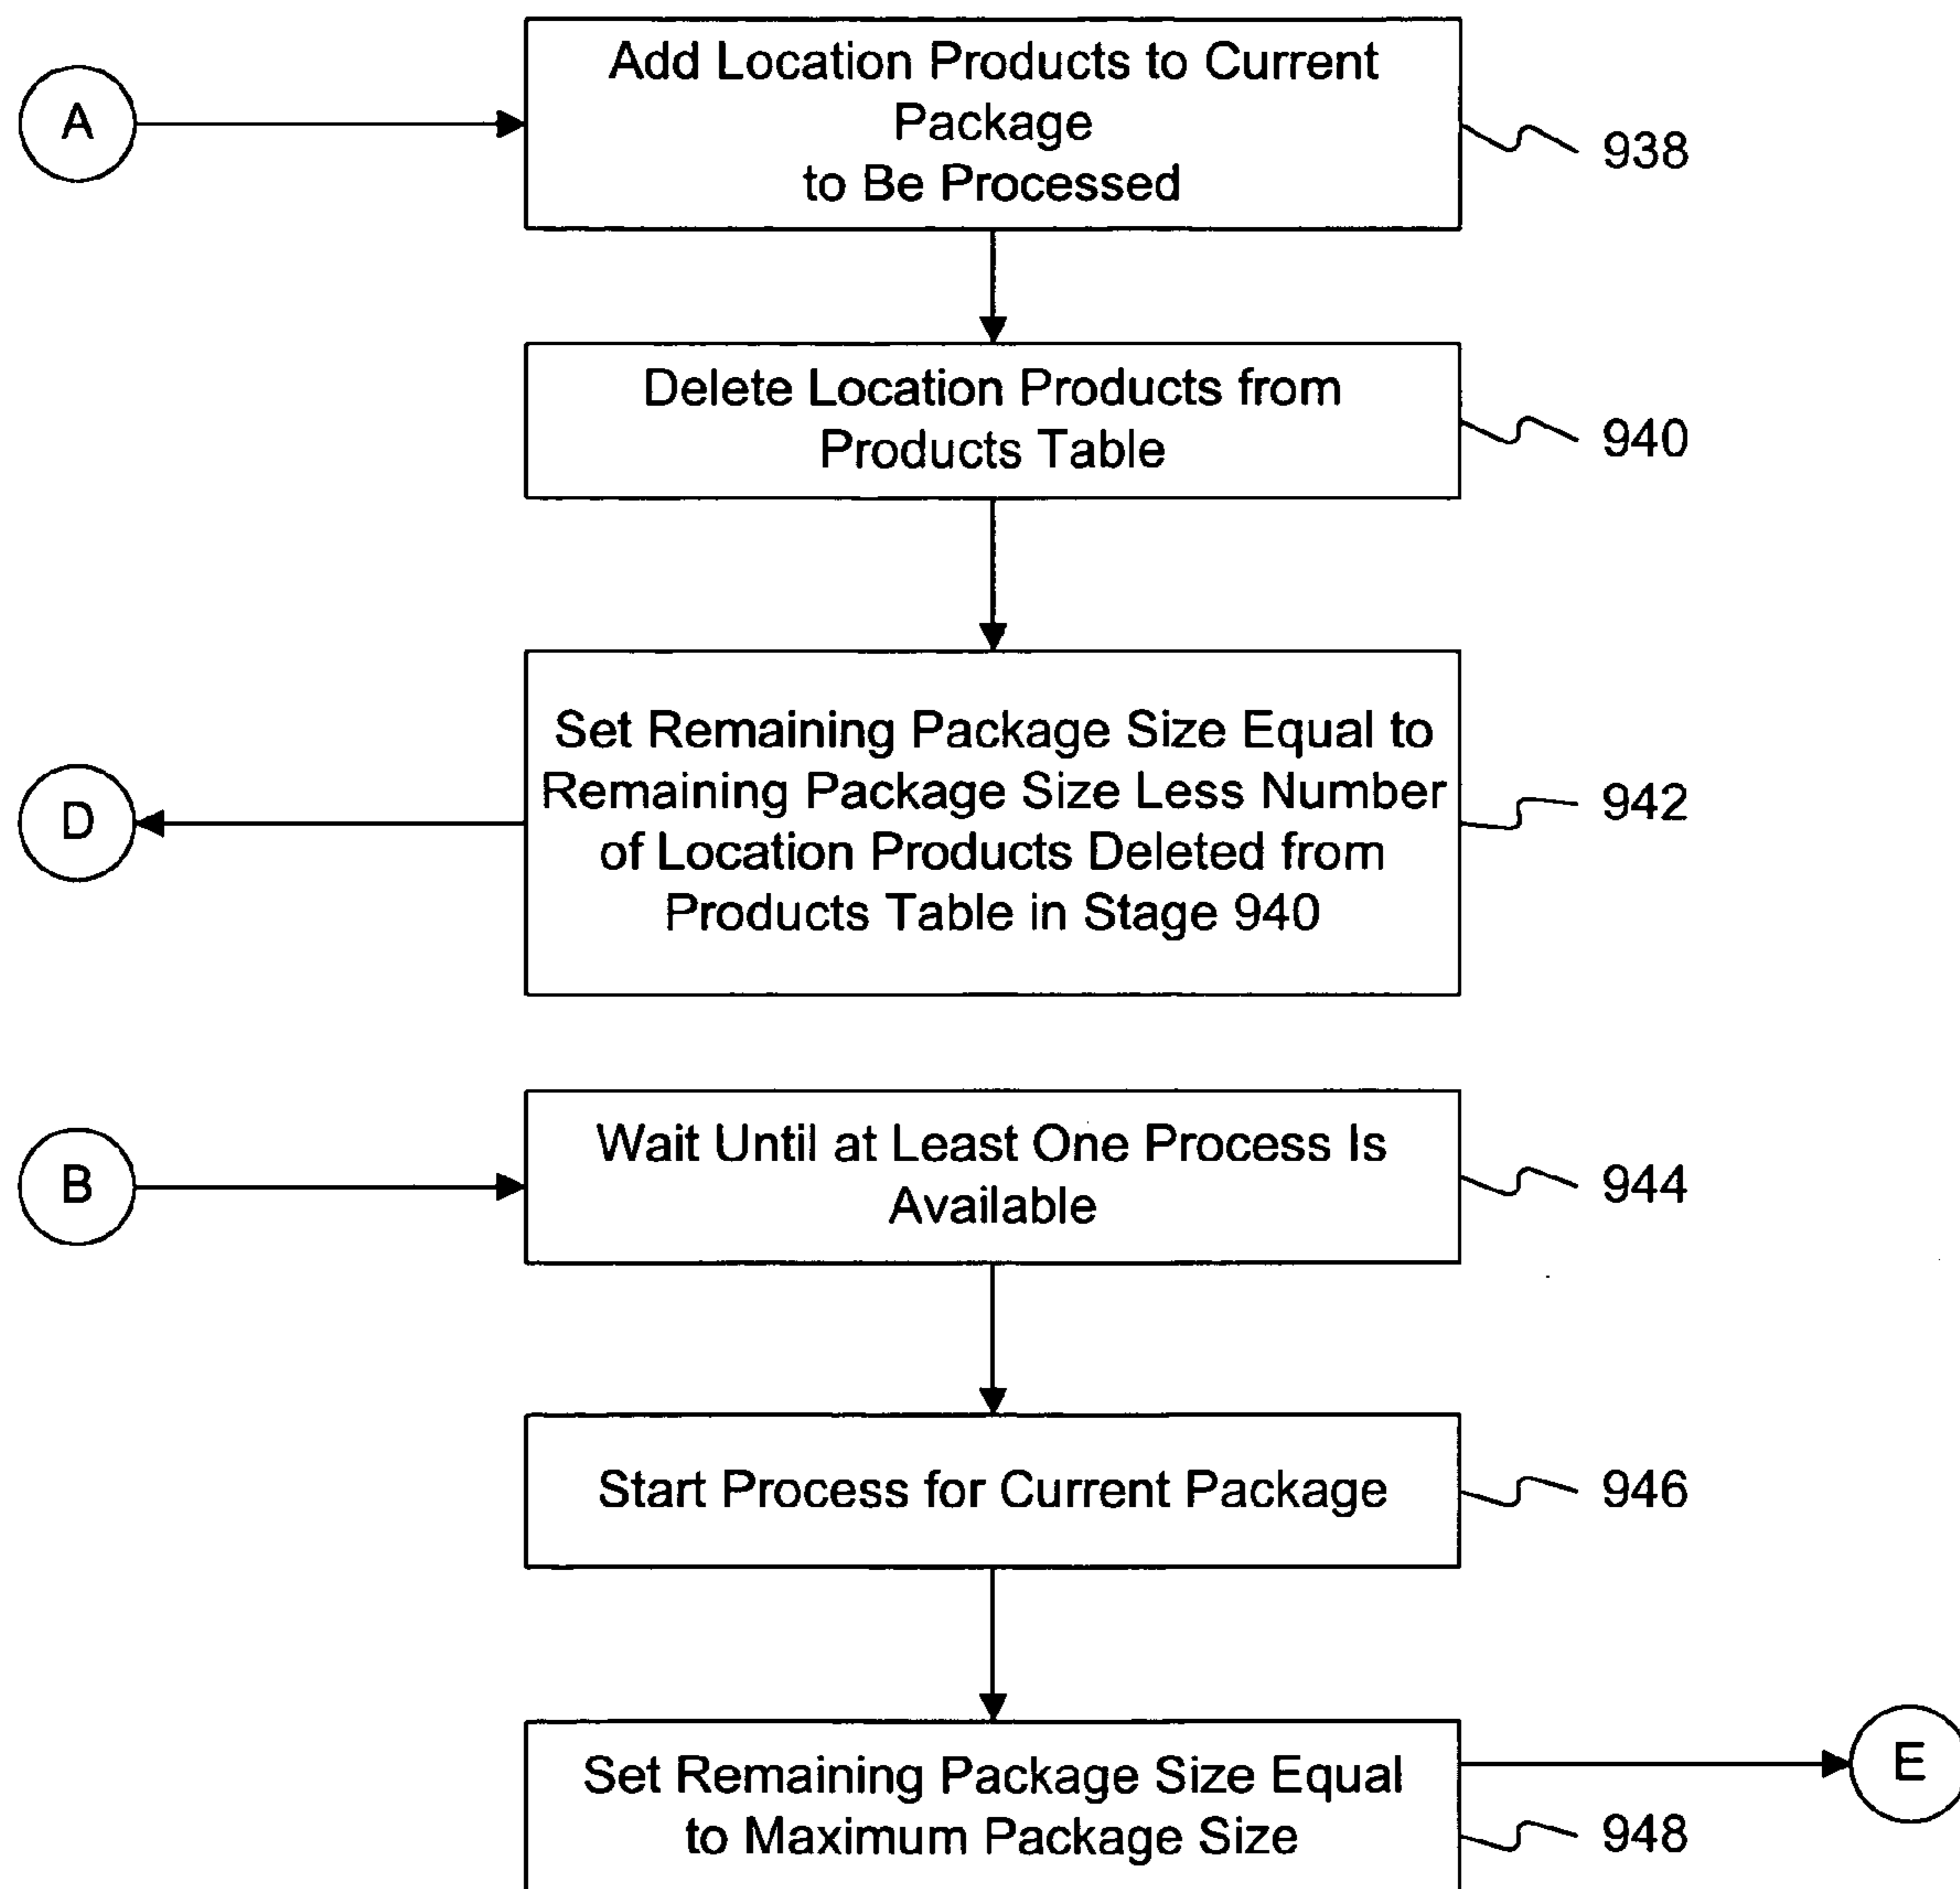 A
Add Location Products to Current
Package
to Be Processed
938
Delete Location Products from
Products Table
940
Set Remaining Package Size Equal to
Remaining Package Size Less Number
of Location Products Deleted from
Products Table in Stage 940
942
D
B
Wait Until at Least One Process Is
Available
944
Start Process for Current Package
946
Set Remaining Package Size Equal
to Maximum Package Size
E
948